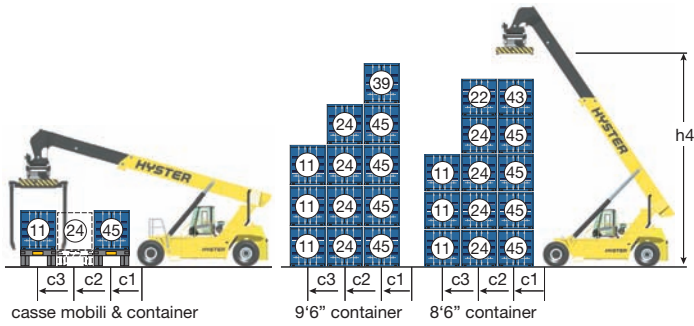 39
22 43
24 45
24 45
h4
HYSTER
HYSTER
11 24 45
11 24 45
11 24 45
11 24 45
11 24 45
HYSTER
HYSTER
11 24 45
11 24 45
c3 c2 c1
c3 c2 c1
c3 c2 c1
casse mobili & container
9‘6“ container
8‘6“ container